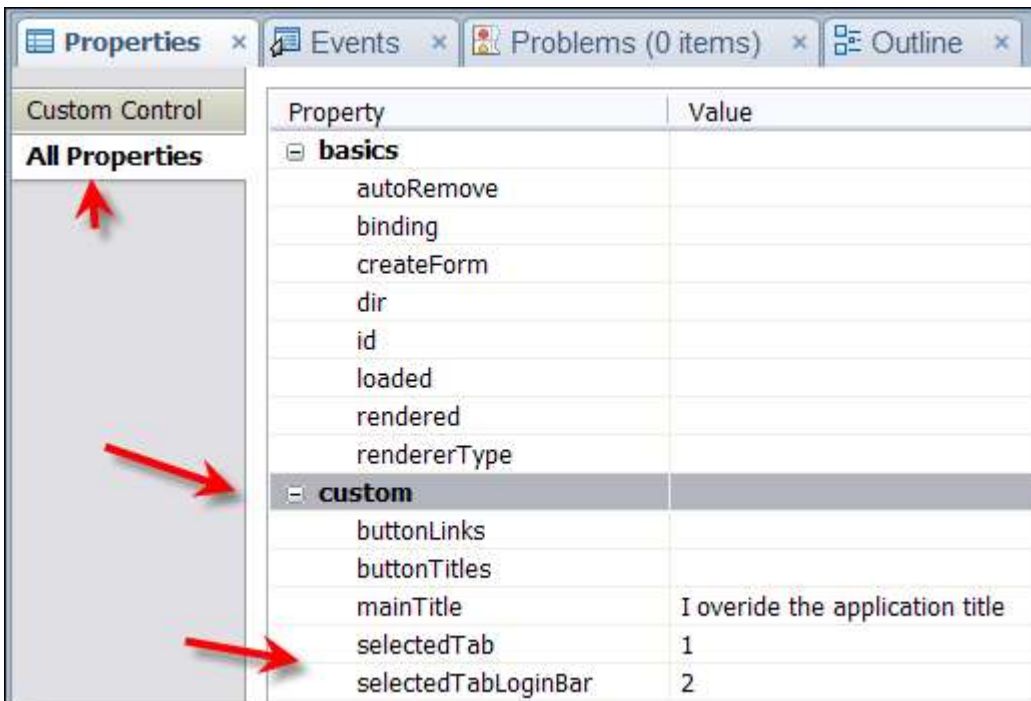 Properties Events Problems (0 items) Outline
Custom Control
All Properties
Property Value
basics
autoRemove
binding
createForm
dir
id
loaded
rendered
rendererType
custom
buttonLinks
buttonTitles
mainTitle I overide the application title
selectedTab 1
selectedTabLoginBar 2